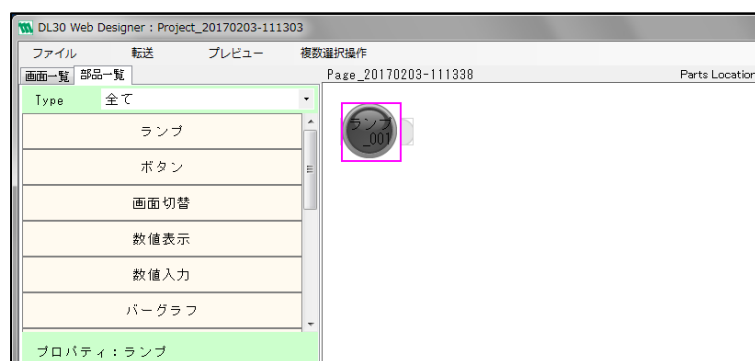 DL30 Web Designer : Project_20170203-111303
ファイル 転送 プレビュー 複数選択操作
画面一覧 部品一覧 Page_20170203-111338 Parts Location
Type 全て
ランプ
ボタン
画面切替
数値表示
数値入力
バーグラフ
プロパティ：ランプ
ランプ
_001